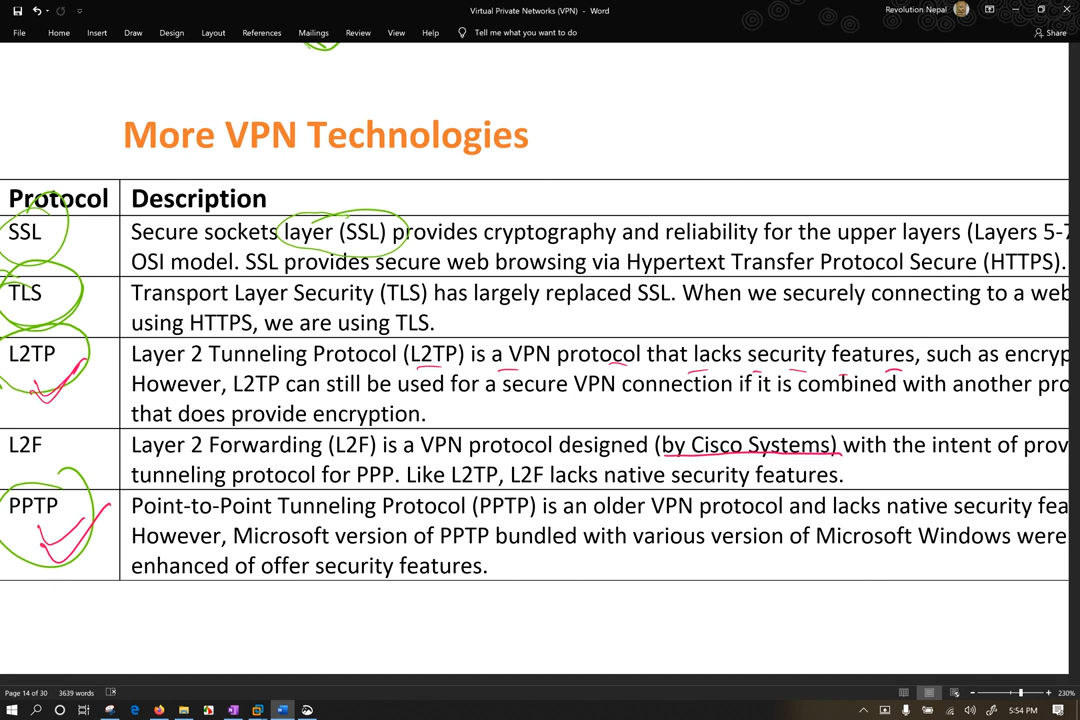 Virtual Private Networks (VPN) - Word
Revolution Nepal
File Home Insert Draw Design Layout References Mailings Review View Help Tell me what you want to do Share
More VPN Technologies
Protocol Description
SSL Secure sockets layer (SSL) provides cryptography and reliability for the upper layers (Layers 5-7
OSI model. SSL provides secure web browsing via Hypertext Transfer Protocol Secure (HTTPS).
TLS Transport Layer Security (TLS) has largely replaced SSL. When we securely connecting to a web
using HTTPS, we are using TLS.
L2TP Layer 2 Tunneling Protocol (L2TP) is a VPN protocol that lacks security features, such as encryp
However, L2TP can still be used for a secure VPN connection if it is combined with another pro
that does provide encryption.
L2F Layer 2 Forwarding (L2F) is a VPN protocol designed (by Cisco Systems) with the intent of prov
tunneling protocol for PPP. Like L2TP, L2F lacks native security features.
PPTP Point-to-Point Tunneling Protocol (PPTP) is an older VPN protocol and lacks native security fea
However, Microsoft version of PPTP bundled with various version of Microsoft Windows were
enhanced of offer security features.
Page 14 of 30 3639 words 230%
5:54 PM